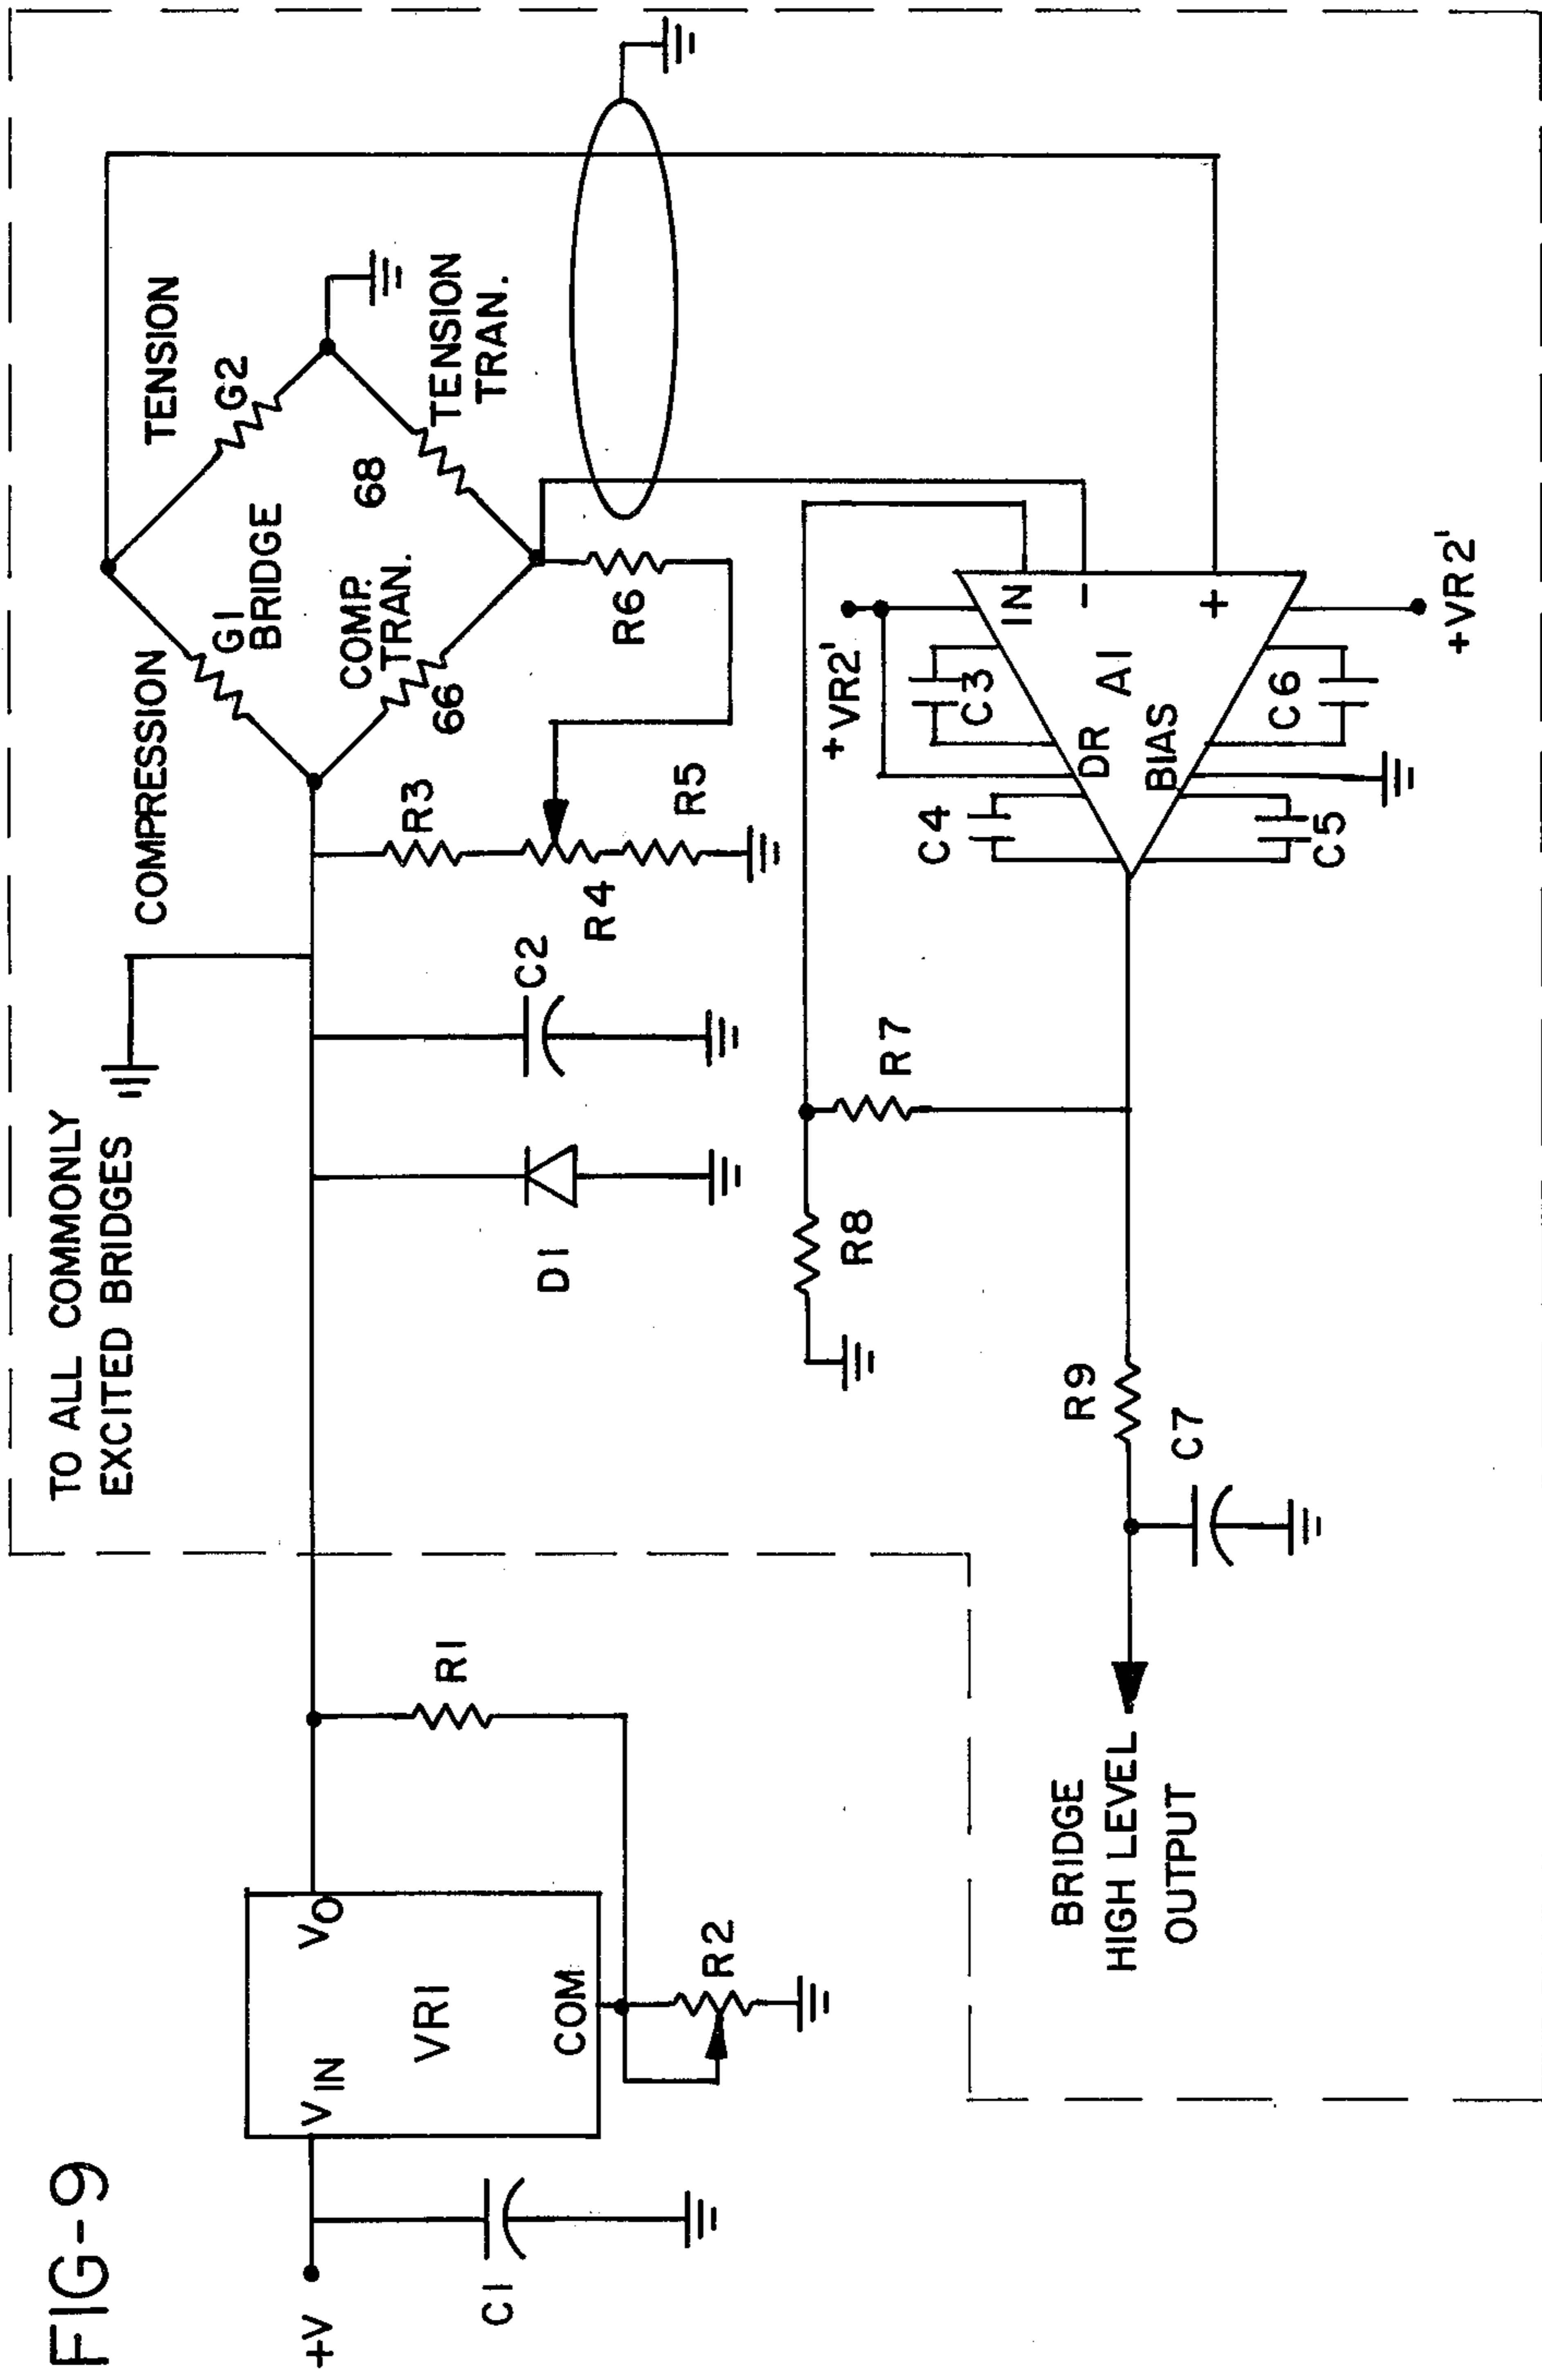 FIG-9
TO ALL COMMONLY
EXCITED BRIDGES
COMPRESSION
TENSION
G1
G2
BRIDGE
COMP.
TRAN.
66
68
TENSION
TRAN.
+V
C1
VIN
VO
VR1
COM
R1
R2
D1
C2
R3
R4
R5
R6
R7
R8
+VR2'
IN
-
+
A1
DR
BIAS
C3
C4
C5
C6
+VR2'
R9
C7
BRIDGE
HIGH LEVEL
OUTPUT